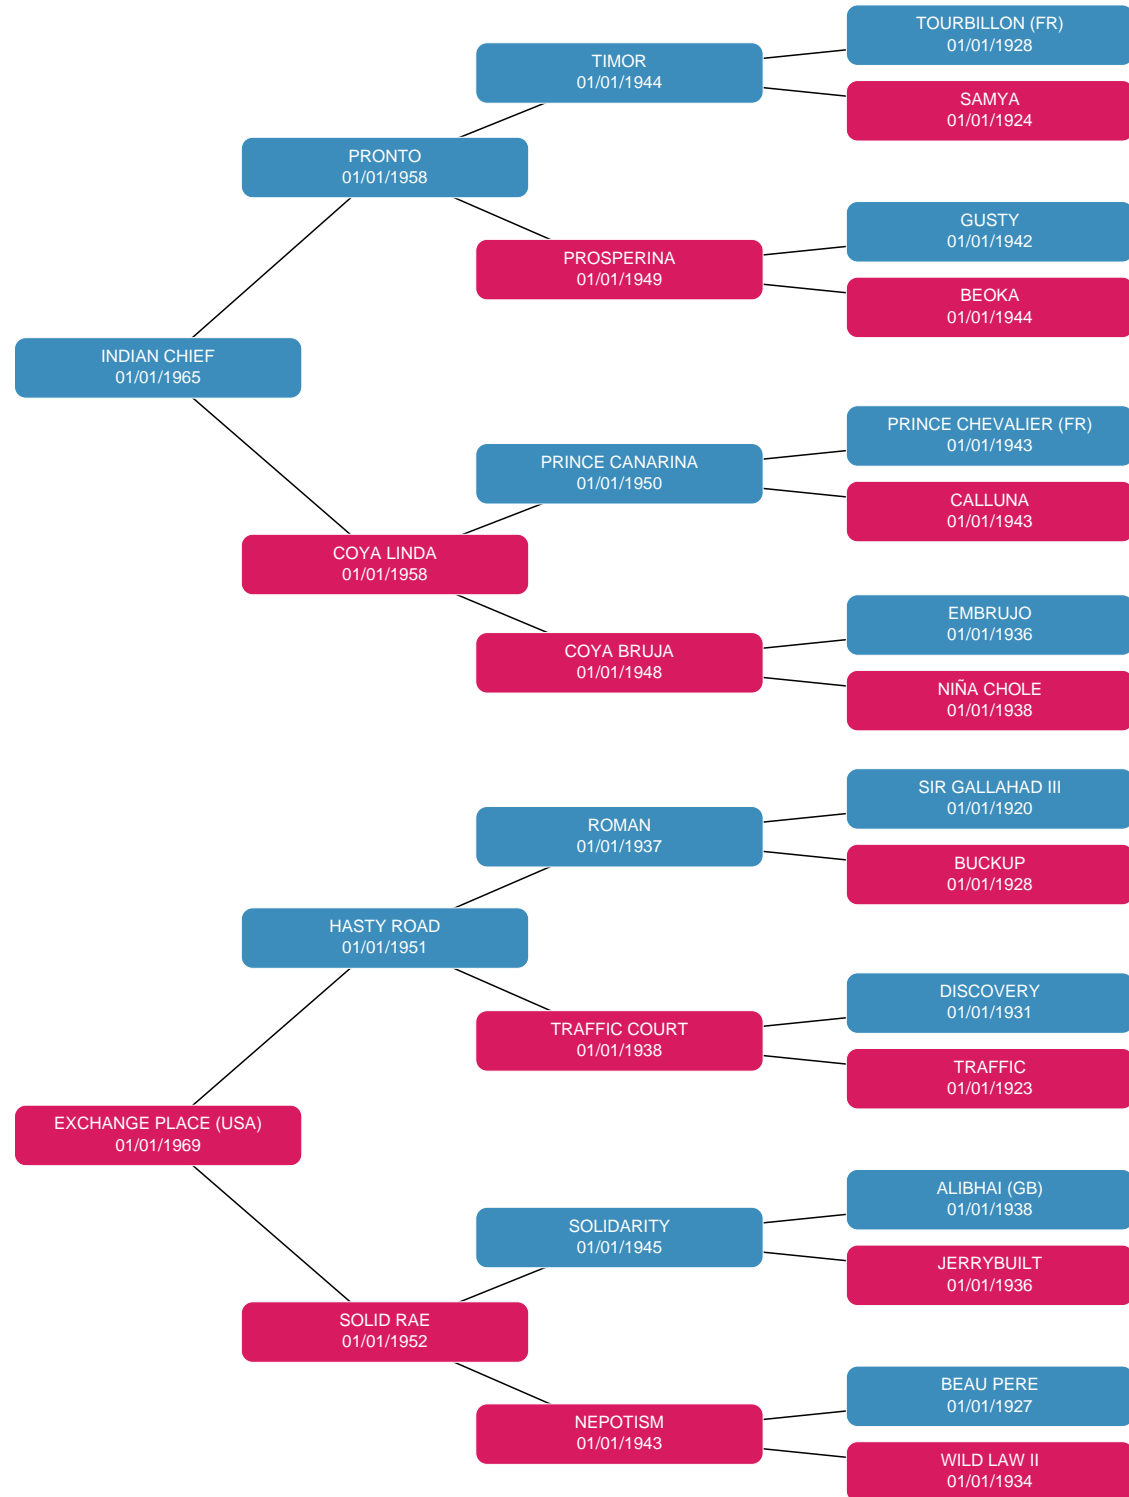 TOURBILLON (FR)
01/01/1928
TIMOR
01/01/1944
SAMYA
01/01/1924
PRONTO
01/01/1958
GUSTY
01/01/1942
PROSPERINA
01/01/1949
BEOKA
01/01/1944
INDIAN CHIEF
01/01/1965
PRINCE CHEVALIER (FR)
01/01/1943
PRINCE CANARINA
01/01/1950
CALLUNA
01/01/1943
COYA LINDA
01/01/1958
EMBRUJO
01/01/1936
COYA BRUJA
01/01/1948
NIÑA CHOLE
01/01/1938
SIR GALLAHAD III
01/01/1920
ROMAN
01/01/1937
BUCKUP
01/01/1928
HASTY ROAD
01/01/1951
DISCOVERY
01/01/1931
TRAFFIC COURT
01/01/1938
TRAFFIC
01/01/1923
EXCHANGE PLACE (USA)
01/01/1969
ALIBHAI (GB)
01/01/1938
SOLIDARITY
01/01/1945
JERRYBUILT
01/01/1936
SOLID RAE
01/01/1952
BEAU PERE
01/01/1927
NEPOTISM
01/01/1943
WILD LAW II
01/01/1934